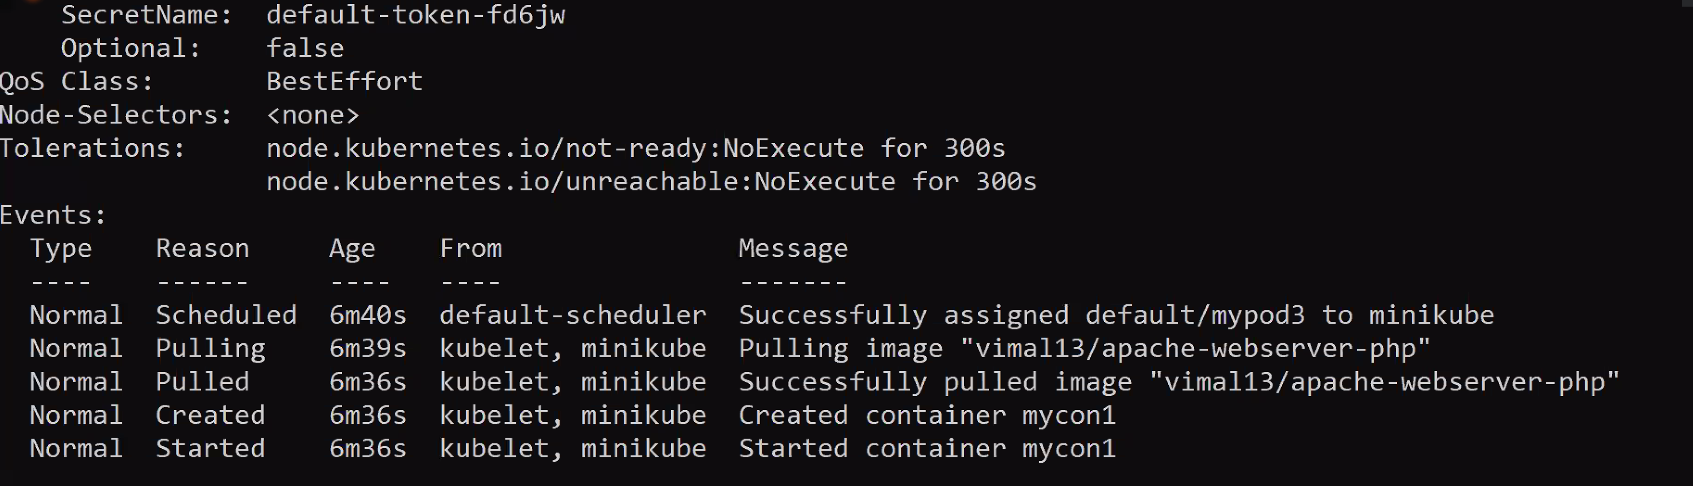 SecretName:  default-token-fd6jw
Optional:    false
QoS Class:       BestEffort
Node-Selectors:  <none>
Tolerations:     node.kubernetes.io/not-ready:NoExecute for 300s
node.kubernetes.io/unreachable:NoExecute for 300s
Events:
Type    Reason     Age   From               Message
----    ------     ----  ----               -------
Normal  Scheduled  6m40s  default-scheduler  Successfully assigned default/mypod3 to minikube
Normal  Pulling    6m39s  kubelet, minikube  Pulling image "vimal13/apache-webserver-php"
Normal  Pulled     6m36s  kubelet, minikube  Successfully pulled image "vimal13/apache-webserver-php"
Normal  Created    6m36s  kubelet, minikube  Created container mycon1
Normal  Started    6m36s  kubelet, minikube  Started container mycon1